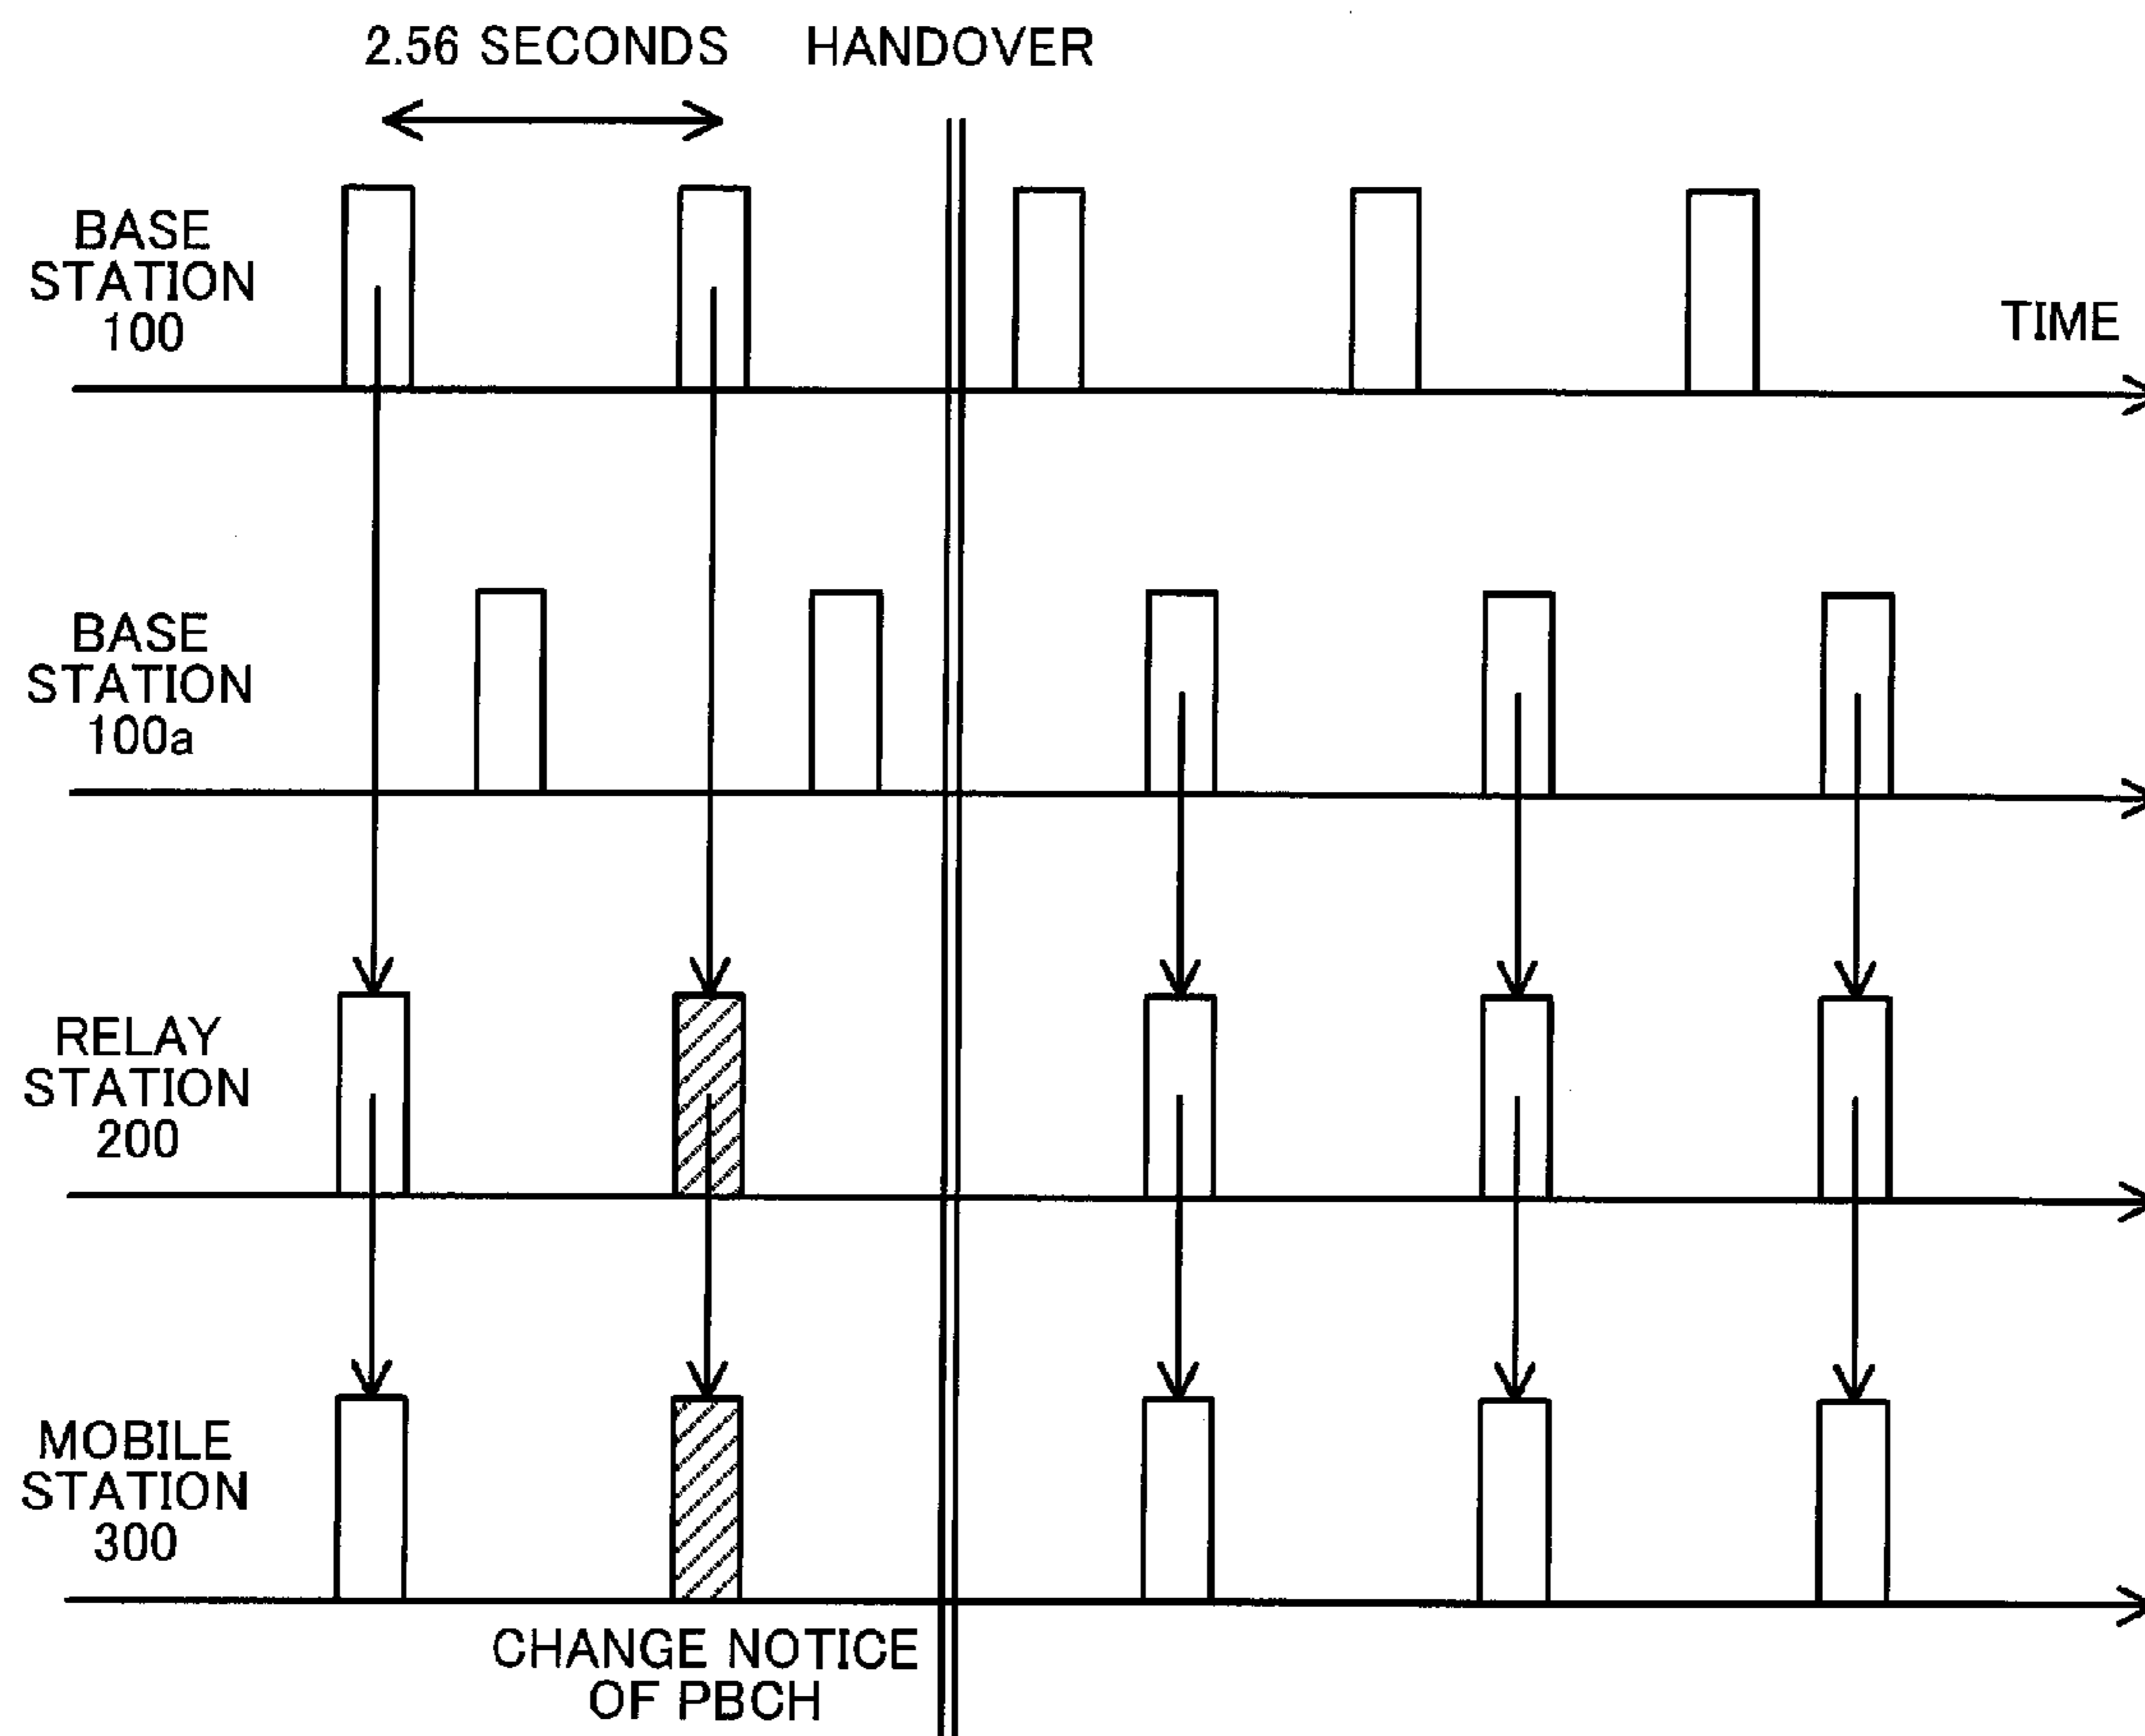 2.56 SECONDS
HANDOVER
BASE
STATION
100
TIME
BASE
STATION
100a
RELAY
STATION
200
MOBILE
STATION
300
CHANGE NOTICE
OF PBCH